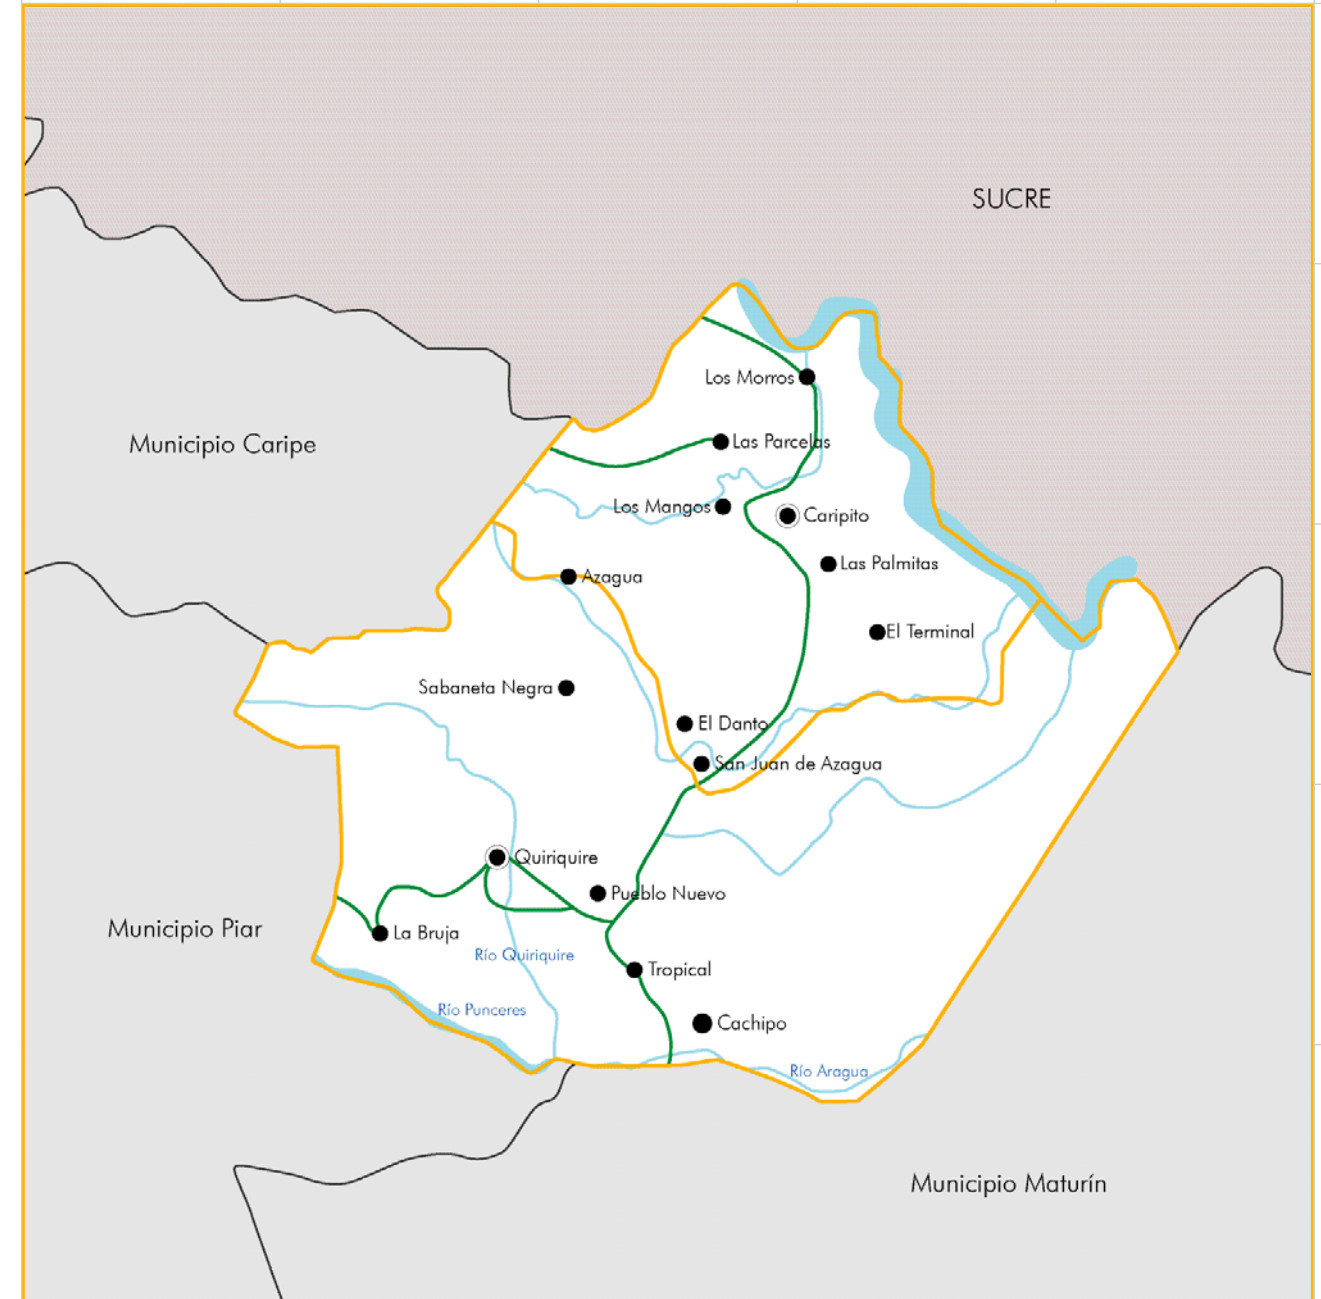 SUCRE
Los Morros
Municipio Caripe
Las Parcelas
Los Mangos
Caripito
Las Palmitas
Azagua
El Terminal
Sabaneta Negra
El Danto
San Juan de Azagua
Quiriquire
Pueblo Nuevo
Municipio Piar
La Bruja
Río Quiriquire
Tropical
Río Punceres
Cachipo
Río Aragua
Municipio Maturín